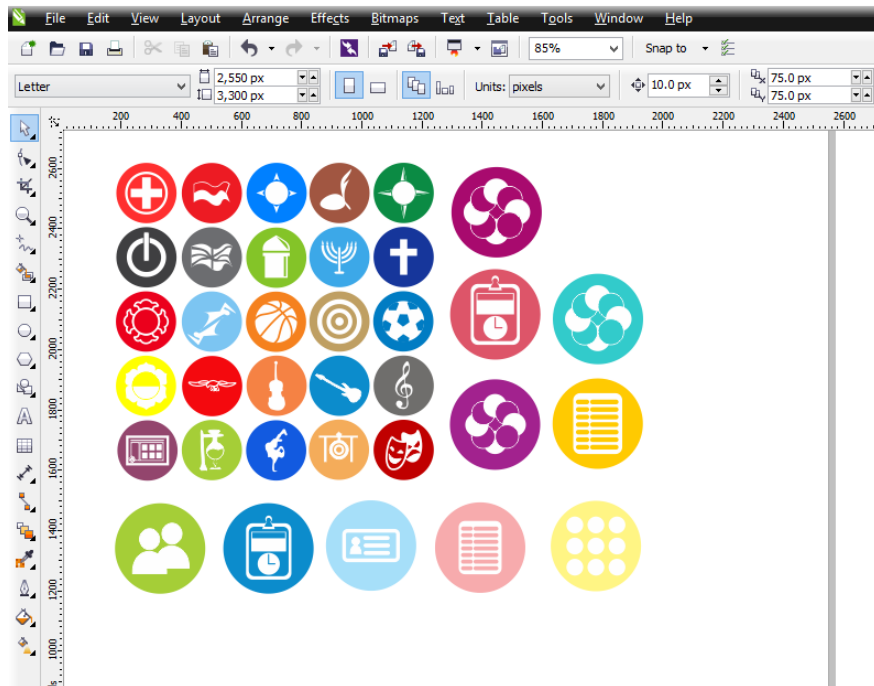 File Edit View Layout Arrange Effects Bitmaps Text Table Tools Window Help
85% Snap to
Letter 2,550 px 3,300 px Units: pixels 10.0 px x 75.0 px y 75.0 px
200 400 600 800 1000 1200 1400 1600 1800 2000 2200 2400 2600
2600
2400
2200
2000
1800
1600
1400
1200
1000